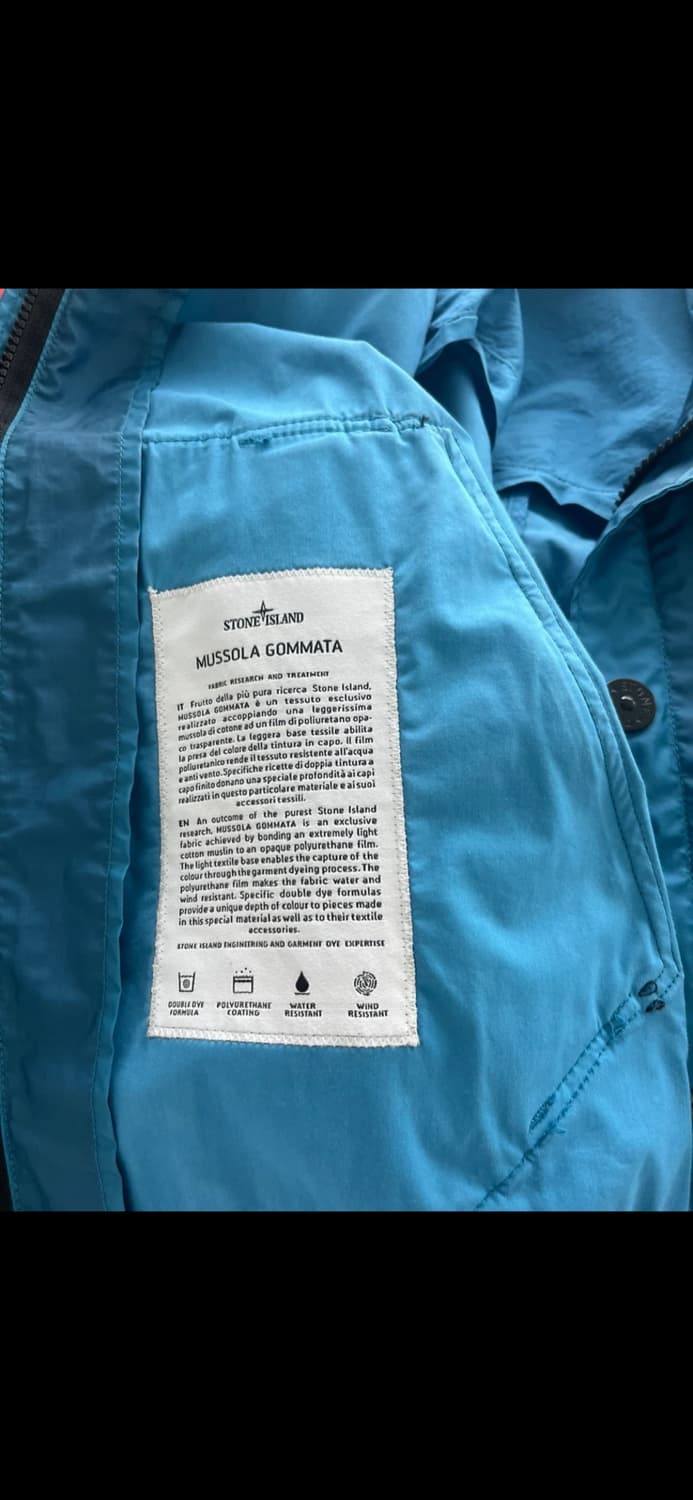 STONE ISLAND
MUSSOLA GOMMATA
FABRIC RESEARCH AND TREATMENT
IT Frutto della più pura ricerca Stone Island,
MUSSOLA GOMMATA è un tessuto esclusivo
realizzato accoppiando una leggerissima
mussola di cotone ad un film di poliuretano opa-
co trasparente. La leggera base tessile abilita
la presa del colore della tintura in capo. Il film
poliuretanico rende il tessuto resistente all'acqua
e anti vento. Specifiche ricette di doppia tintura a
capo finito donano una speciale profondità ai capi
realizzati in questo particolare materiale e ai suoi
accessori tessili.
EN An outcome of the purest Stone Island
research, MUSSOLA GOMMATA is an exclusive
fabric achieved by bonding an extremely light
cotton muslin to an opaque polyurethane film.
The light textile base enables the capture of the
colour through the garment dyeing process. The
polyurethane film makes the fabric water and
wind resistant. Specific double dye formulas
provide a unique depth of colour to pieces made
in this special material as well as to their textile
accessories.
STONE ISLAND ENGINEERING AND GARMENT DYE EXPERTISE
DOUBLE DYE FORMULA
POLYURETHANE COATING
WATER RESISTANT
WIND RESISTANT